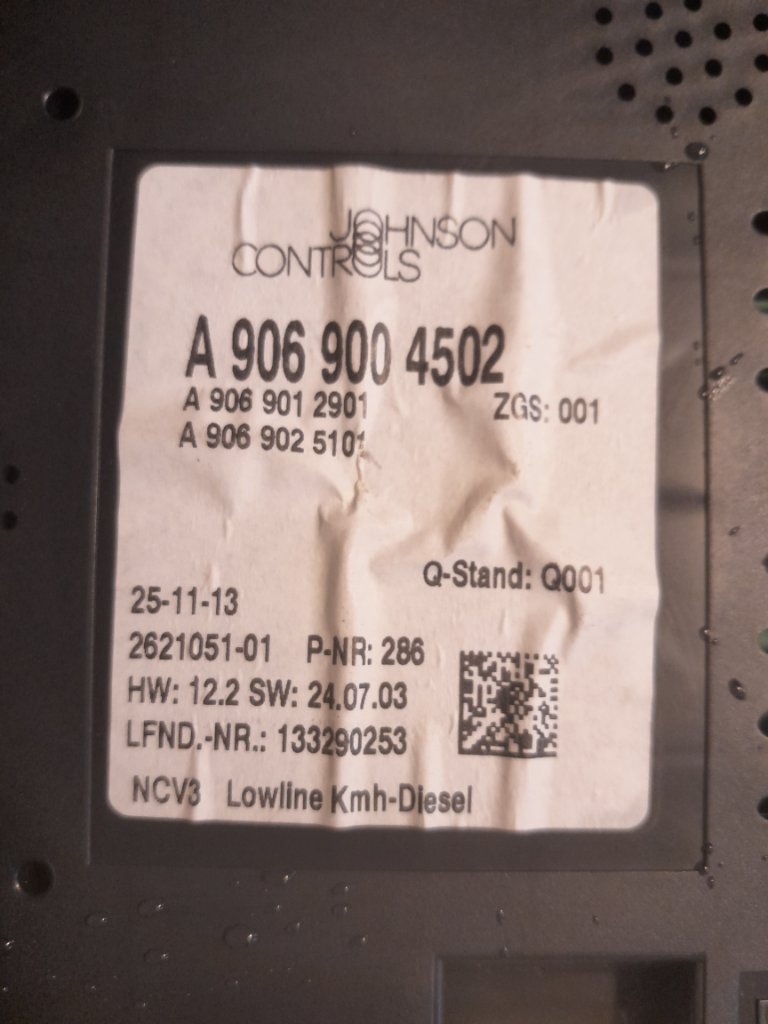 JOHNSON
CONTROLS
A 906 900 4502
A 906 901 2901 ZGS: 001
A 906 902 5101
Q-Stand: Q001
25-11-13
2621051-01 P-NR: 286
HW: 12.2 SW: 24.07.03
LFND.-NR.: 133290253
NCV3 Lowline Kmh-Diesel